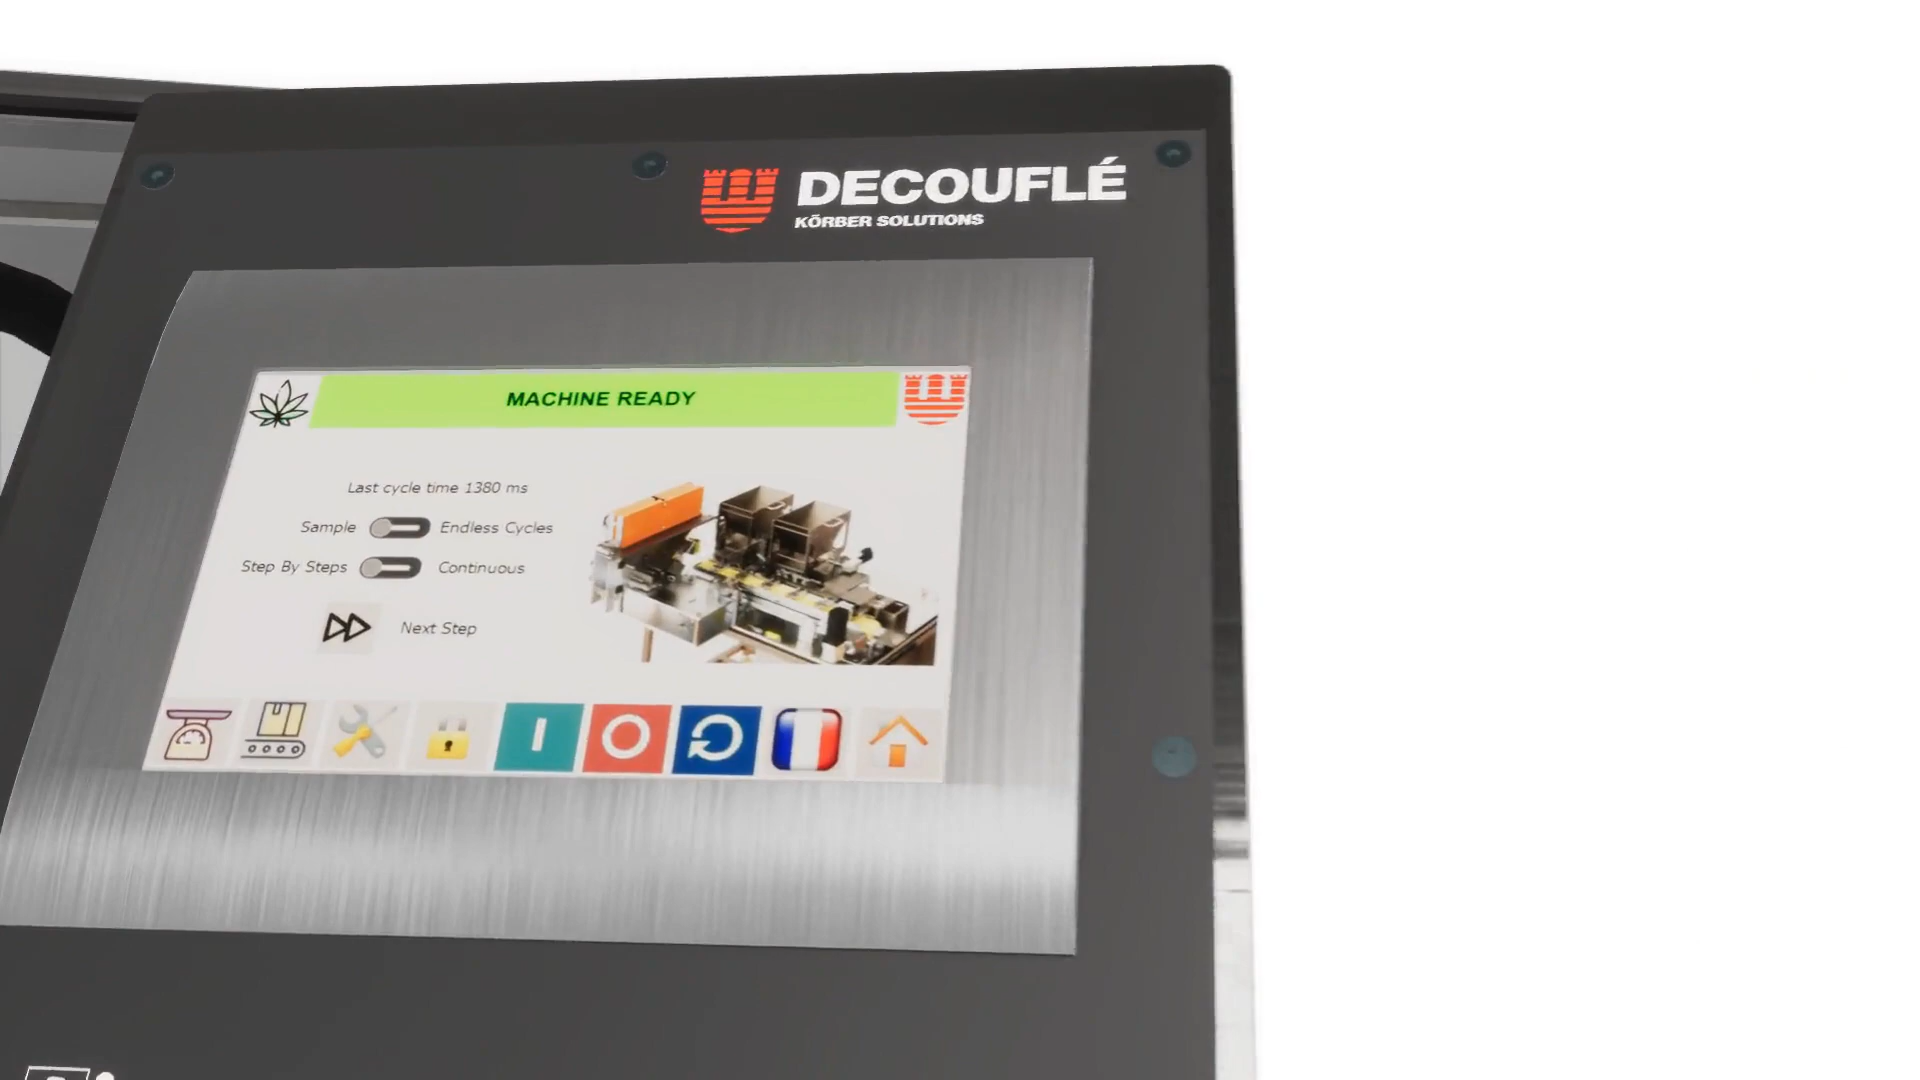 DECOUFLÉ
KÖRBER SOLUTIONS
MACHINE READY
Last cycle time 1380 ms
Sample Endless Cycles
Step By Steps Continuous
Next Step